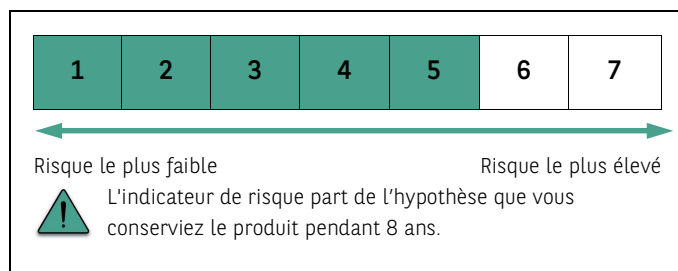 1 2 3 4 5 6 7
Risque le plus faible Risque le plus élevé
L'indicateur de risque part de l’hypothèse que vous
conserviez le produit pendant 8 ans.